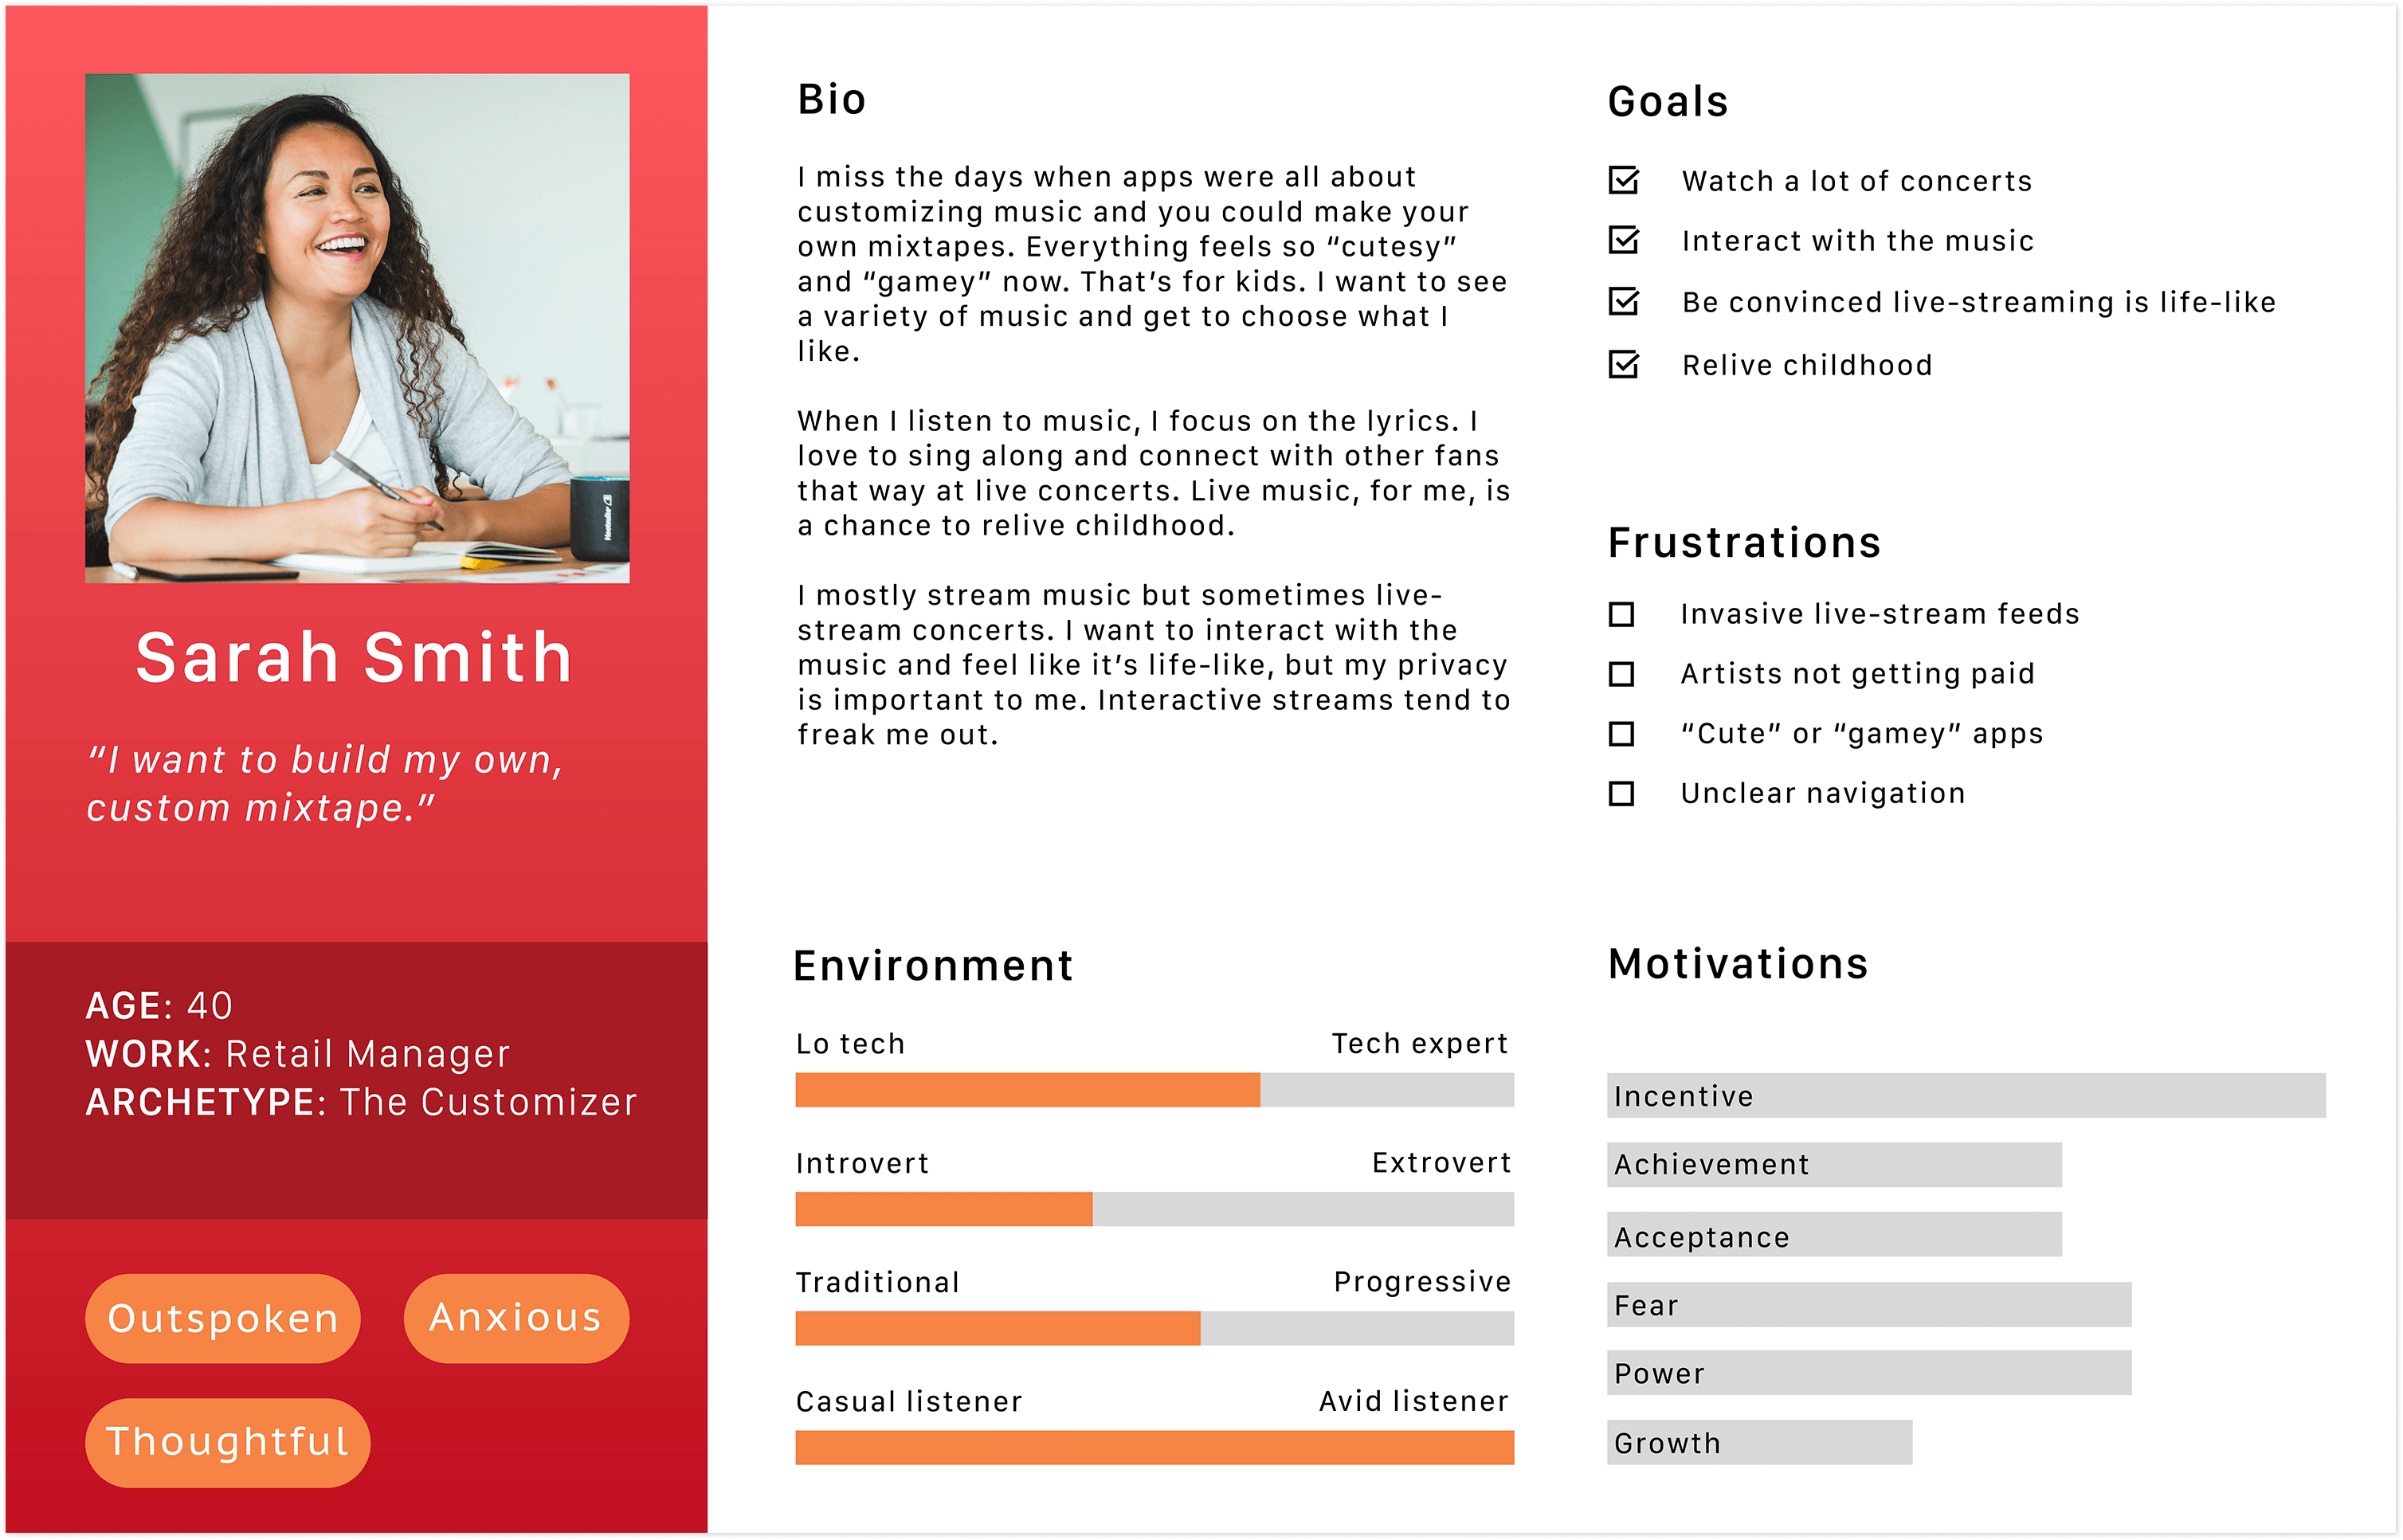 Sarah Smith
“I want to build my own,
custom mixtape.”
AGE: 40
WORK: Retail Manager
ARCHETYPE: The Customizer
Outspoken
Anxious
Thoughtful
Bio
I miss the days when apps were all about
customizing music and you could make your
own mixtapes. Everything feels so “cutesy”
and “gamey” now. That’s for kids. I want to see
a variety of music and get to choose what I
like.
When I listen to music, I focus on the lyrics. I
love to sing along and connect with other fans
that way at live concerts. Live music, for me, is
a chance to relive childhood.
I mostly stream music but sometimes live-
stream concerts. I want to interact with the
music and feel like it’s life-like, but my privacy
is important to me. Interactive streams tend to
freak me out.
Environment
Lo tech Tech expert
Introvert Extrovert
Traditional Progressive
Casual listener Avid listener
Goals
Watch a lot of concerts
Interact with the music
Be convinced live-streaming is life-like
Relive childhood
Frustrations
Invasive live-stream feeds
Artists not getting paid
“Cute” or “gamey” apps
Unclear navigation
Motivations
Incentive
Achievement
Acceptance
Fear
Power
Growth